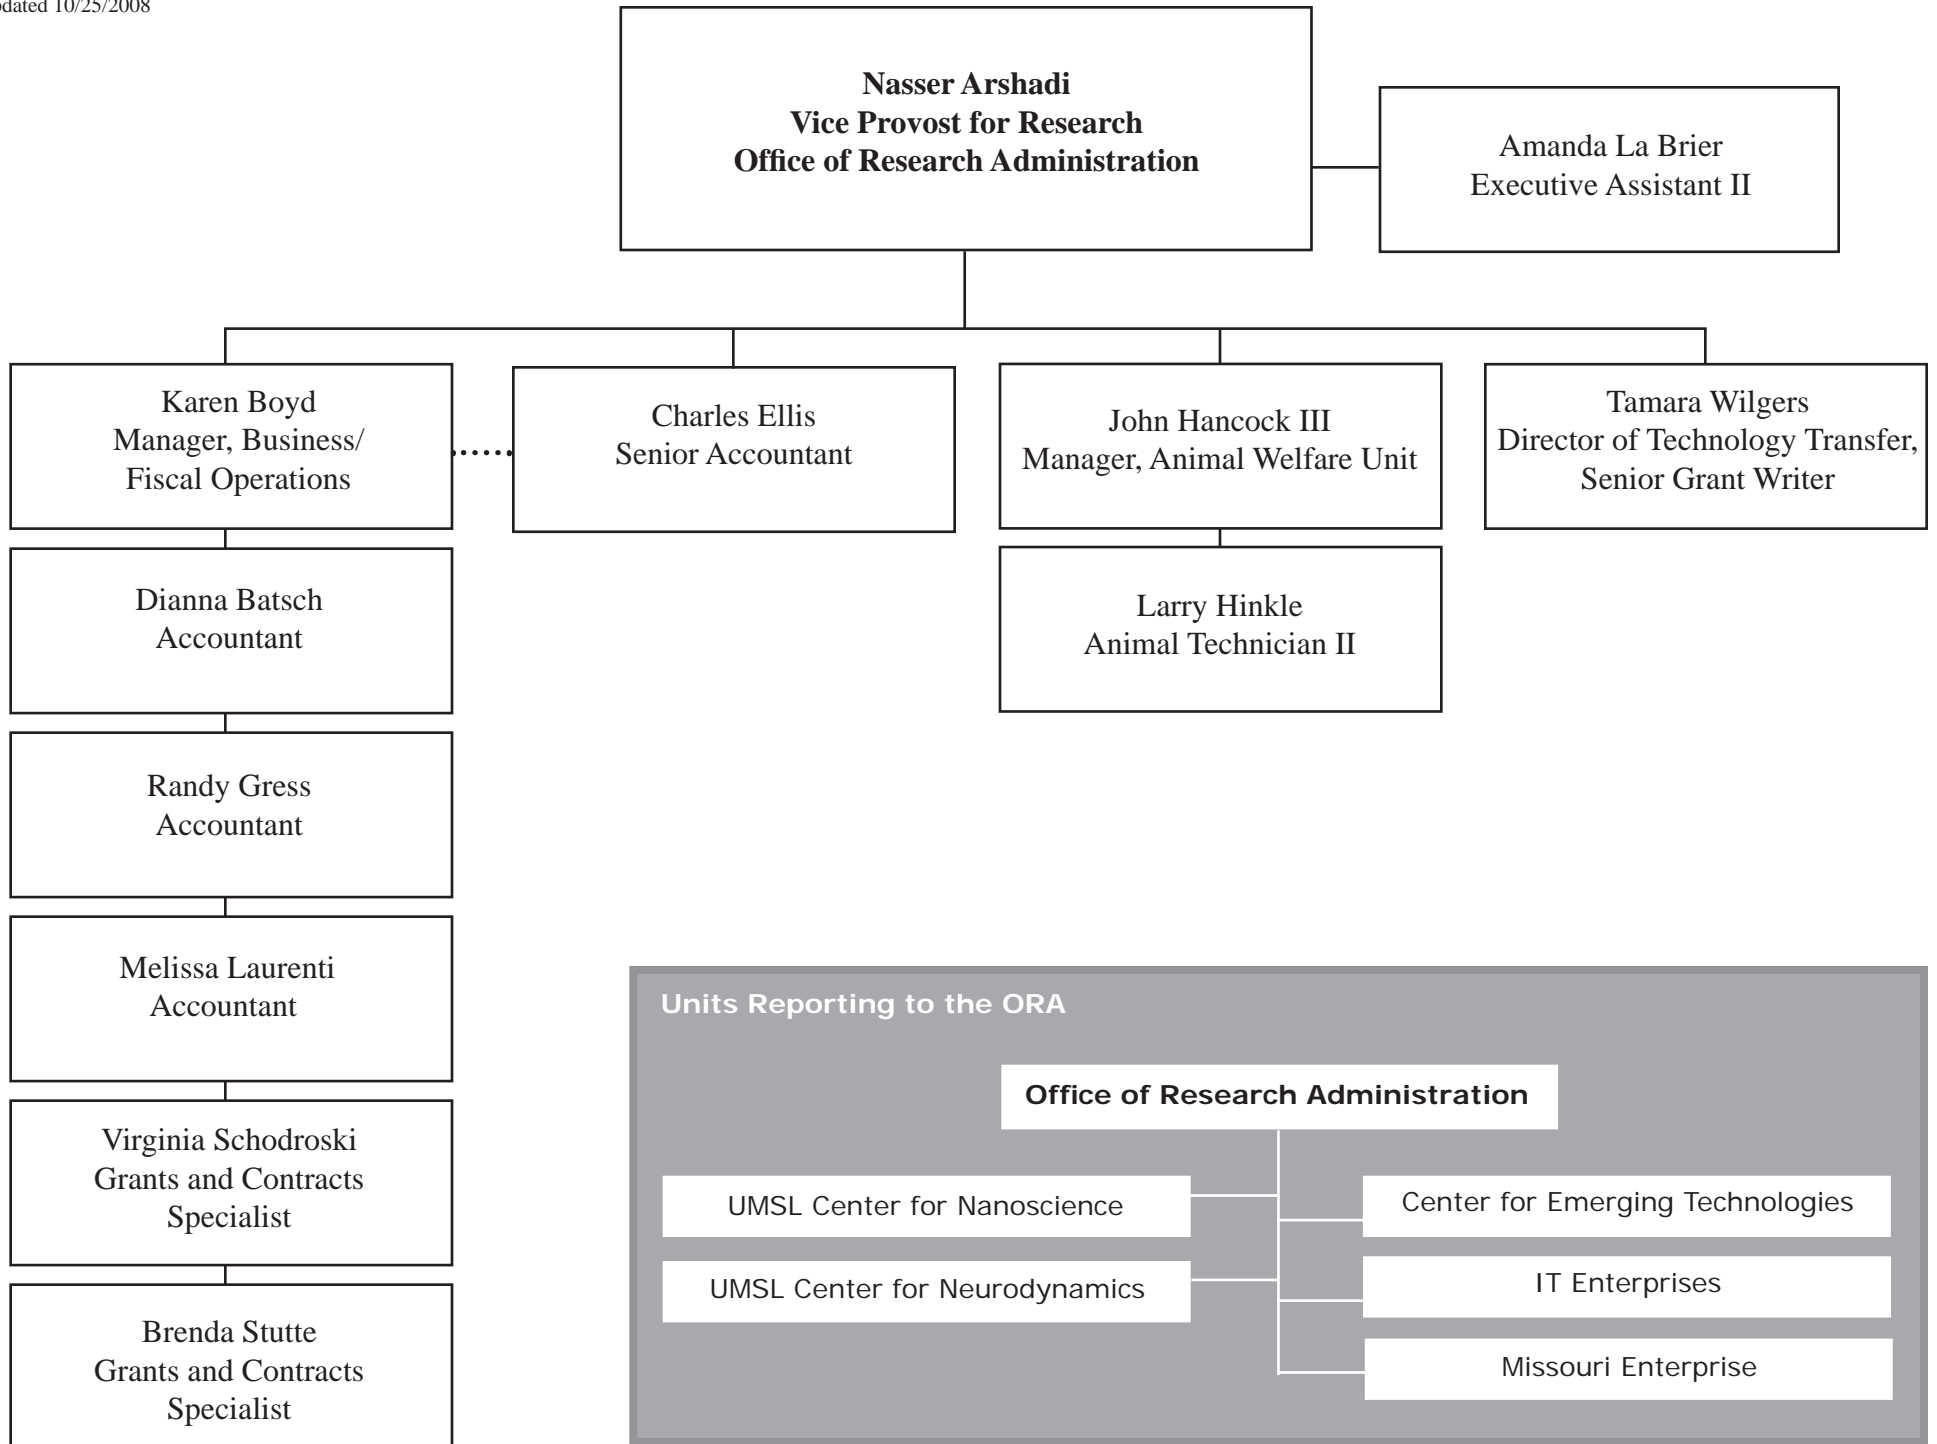 10/25/2008
Nasser Arshadi
Vice Provost for Research
Office of Research Administration
Amanda La Brier
Executive Assistant II
Karen Boyd
Manager, Business/
Fiscal Operations
Charles Ellis
Senior Accountant
John Hancock III
Manager, Animal Welfare Unit
Tamara Wilgers
Director of Technology Transfer,
Senior Grant Writer
Dianna Batsch
Accountant
Larry Hinkle
Animal Technician II
Randy Gress
Accountant
Melissa Laurenti
Accountant
Virginia Schodroski
Grants and Contracts
Specialist
Brenda Stutte
Grants and Contracts
Specialist
Units Reporting to the ORA
Office of Research Administration
UMSL Center for Nanoscience
Center for Emerging Technologies
UMSL Center for Neurodynamics
IT Enterprises
Missouri Enterprise